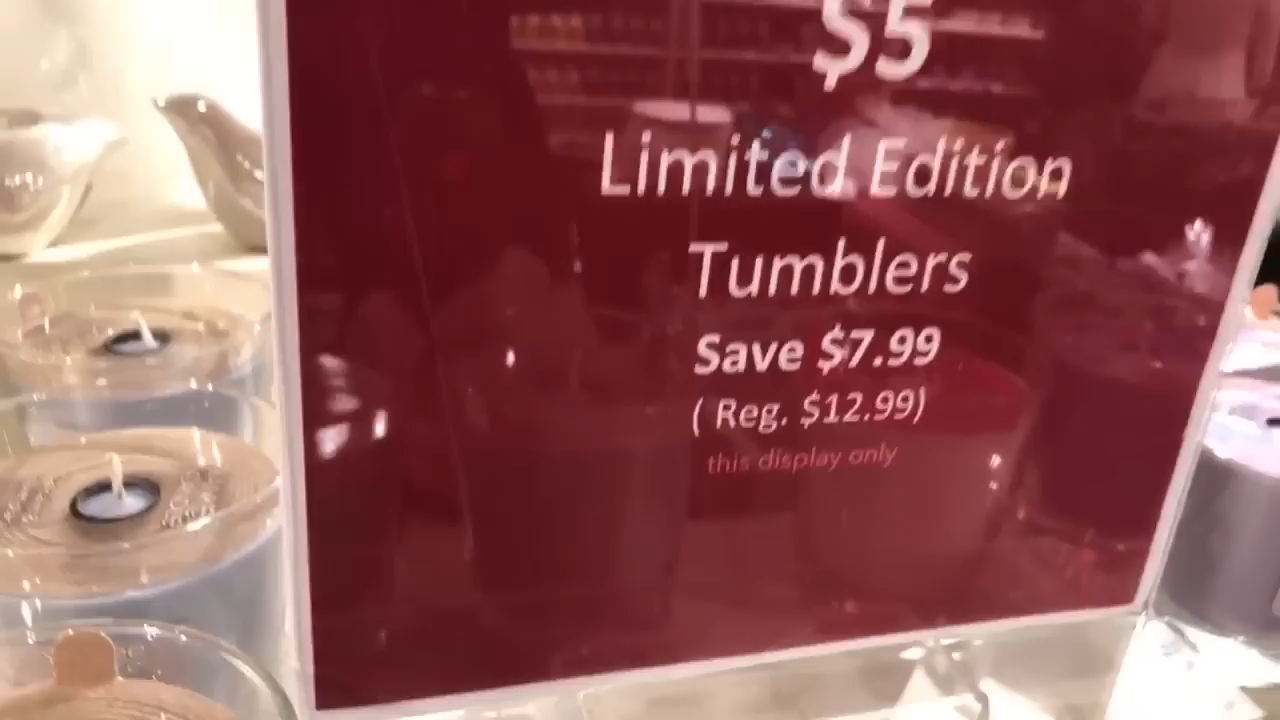 $5
Limited Edition
Tumblers
Save $7.99
( Reg. $12.99)
this display only